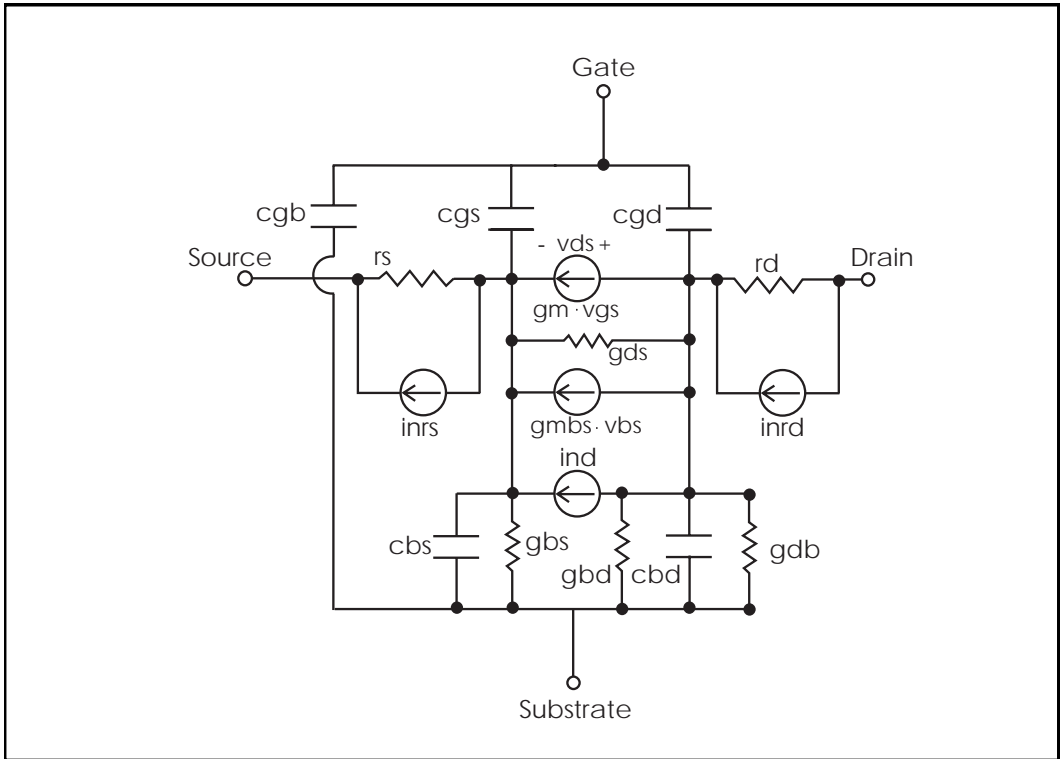 Gate
cgb
cgs
cgd
Source
rs
- vds +
rd
Drain
gm · vgs
gds
inrs
gmbs · vbs
inrd
ind
cbs
gbs
gbd
cbd
gdb
Substrate